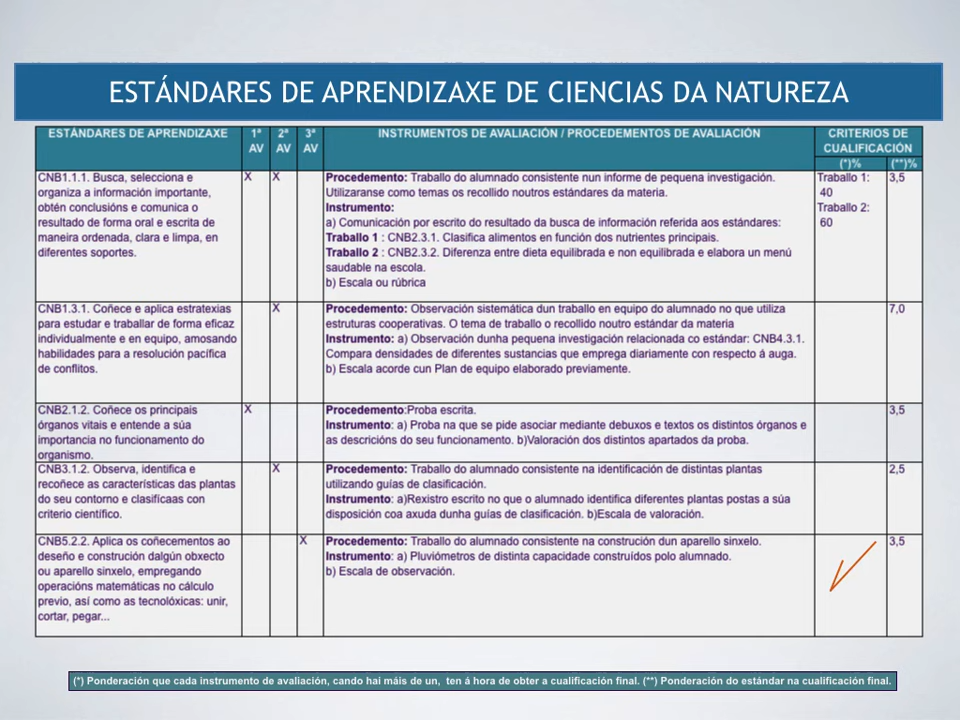 ESTÁNDARES DE APRENDIZAXE DE CIENCIAS DA NATUREZA
ESTÁNDARES DE APRENDIZAXE
1ª AV
2ª AV
3ª AV
INSTRUMENTOS DE AVALIACIÓN / PROCEDEMENTOS DE AVALIACIÓN
CRITERIOS DE
CUALIFICACIÓN
(*)%
(**)%
CNB1.1.1. Busca, selecciona e
organiza a información importante,
obtén conclusións e comunica o
resultado de forma oral e escrita de
maneira ordenada, clara e limpa, en
diferentes soportes.
X
X
Procedemento: Traballo do alumnado consistente nun informe de pequena investigación.
Utilizaranse como temas os recollido noutros estándares da materia.
Instrumento:
a) Comunicación por escrito do resultado da busca de información referida aos estándares:
Traballo 1 : CNB2.3.1. Clasifica alimentos en función dos nutrientes principais.
Traballo 2 : CNB2.3.2. Diferenza entre dieta equilibrada e non equilibrada e elabora un menú
saudable na escola.
b) Escala ou rúbrica
Traballo 1:
40
Traballo 2:
60
3,5
CNB1.3.1. Coñece e aplica estratexias
para estudar e traballar de forma eficaz
individualmente e en equipo, amosando
habilidades para a resolución pacífica
de conflitos.
X
Procedemento: Observación sistemática dun traballo en equipo do alumnado no que utiliza
estruturas cooperativas. O tema de traballo o recollido noutro estándar da materia
Instrumento: a) Observación dunha pequena investigación relacionada co estándar: CNB4.3.1.
Compara densidades de diferentes sustancias que emprega diariamente con respecto á auga.
b) Escala acorde cun Plan de equipo elaborado previamente.
7,0
CNB2.1.2. Coñece os principais
órganos vitais e entende a súa
importancia no funcionamento do
organismo.
X
Procedemento:Proba escrita.
Instrumento: a) Proba na que se pide asociar mediante debuxos e textos os distintos órganos e
as descricións do seu funcionamento. b)Valoración dos distintos apartados da proba.
3,5
CNB3.1.2. Observa, identifica e
recoñece as características das plantas
do seu contorno e clasifícaas con
criterio científico.
X
Procedemento: Traballo do alumnado consistente na identificación de distintas plantas
utilizando guías de clasificación.
Instrumento: a)Rexistro escrito no que o alumnado identifica diferentes plantas postas a súa
disposición coa axuda dunha guías de clasificación. b)Escala de valoración.
2,5
CNB5.2.2. Aplica os coñecementos ao
deseño e construción dalgún obxecto
ou aparello sinxelo, empregando
operacións matemáticas no cálculo
previo, así como as tecnolóxicas: unir,
cortar, pegar...
X
Procedemento: Traballo do alumnado consistente na construción dun aparello sinxelo.
Instrumento: a) Pluviómetros de distinta capacidade construídos polo alumnado.
b) Escala de observación.
3,5
(*) Ponderación que cada instrumento de avaliación, cando hai máis de un, ten á hora de obter a cualificación final. (**) Ponderación do estándar na cualificación final.